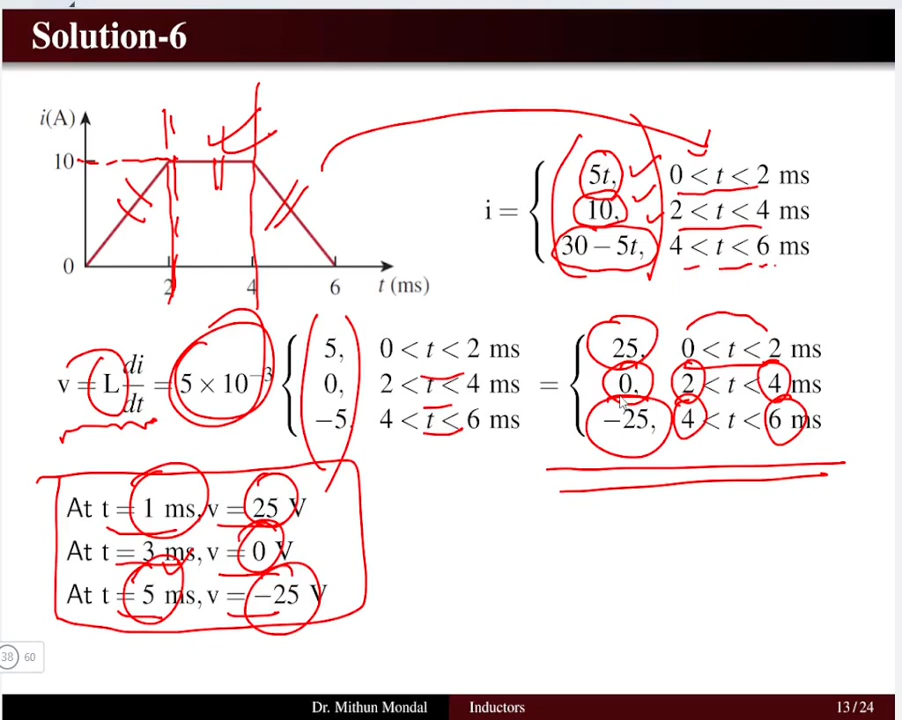 Solution-6
i(A)
10
0
2 4 6 t (ms)
i = { 5t, 0 < t < 2 ms
10, 2 < t < 4 ms
30 − 5t, 4 < t < 6 ms
v = L di/dt = 5 × 10⁻³ { 5, 0 < t < 2 ms
0, 2 < t < 4 ms
−5, 4 < t < 6 ms
= { 25, 0 < t < 2 ms
0, 2 < t < 4 ms
−25, 4 < t < 6 ms
At t = 1 ms, v = 25 V
At t = 3 ms, v = 0 V
At t = 5 ms, v = −25 V
38 60
Dr. Mithun Mondal Inductors 13 / 24